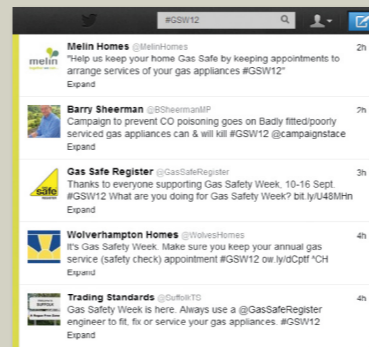 #GSW12
Melin Homes @MelinHomes 2h
"Help us keep your home Gas Safe by keeping appointments to
arrange services of your gas appliances #GSW12"
Expand
Barry Sheerman @BSheermanMP 2h
Campaign to prevent CO poisoning goes on Badly fitted/poorly
serviced gas appliances can & will kill #GSW12 @campaignstace
Expand
Gas Safe Register @GasSafeRegister 3h
Thanks to everyone supporting Gas Safety Week, 10-16 Sept.
#GSW12 What are you doing for Gas Safety Week? bit.ly/U48MHn
Expand
Wolverhampton Homes @WolvesHomes 4h
It's Gas Safety Week. Make sure you keep your annual gas
service (safety check) appointment #GSW12 ow.ly/dCptf ^CH
Expand
Trading Standards @SuffolkTS 4h
Gas Safety Week is here. Always use a @GasSafeRegister
engineer to fit, fix or service your gas appliances. #GSW12
Expand
melin
safe
SUFFOLK